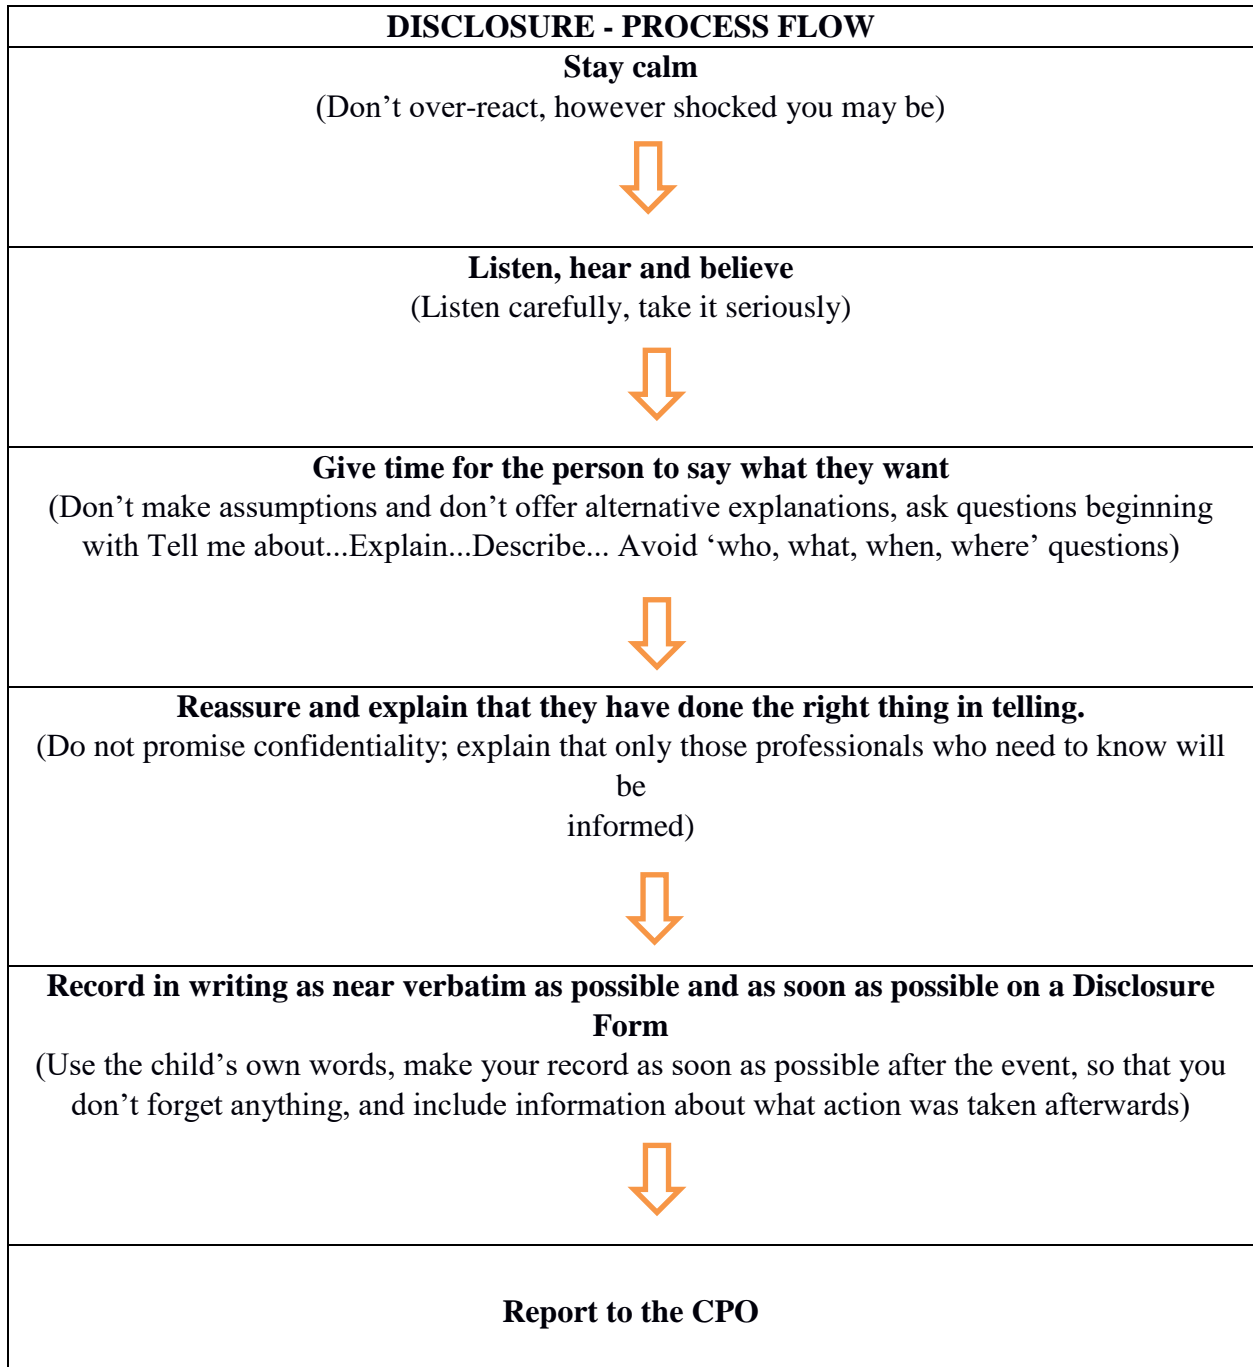 DISCLOSURE - PROCESS FLOW
Stay calm
(Don’t over-react, however shocked you may be)
Listen, hear and believe
(Listen carefully, take it seriously)
Give time for the person to say what they want
(Don’t make assumptions and don’t offer alternative explanations, ask questions beginning
with Tell me about...Explain...Describe... Avoid ‘who, what, when, where’ questions)
Reassure and explain that they have done the right thing in telling.
(Do not promise confidentiality; explain that only those professionals who need to know will
be
informed)
Record in writing as near verbatim as possible and as soon as possible on a Disclosure
Form
(Use the child’s own words, make your record as soon as possible after the event, so that you
don’t forget anything, and include information about what action was taken afterwards)
Report to the CPO